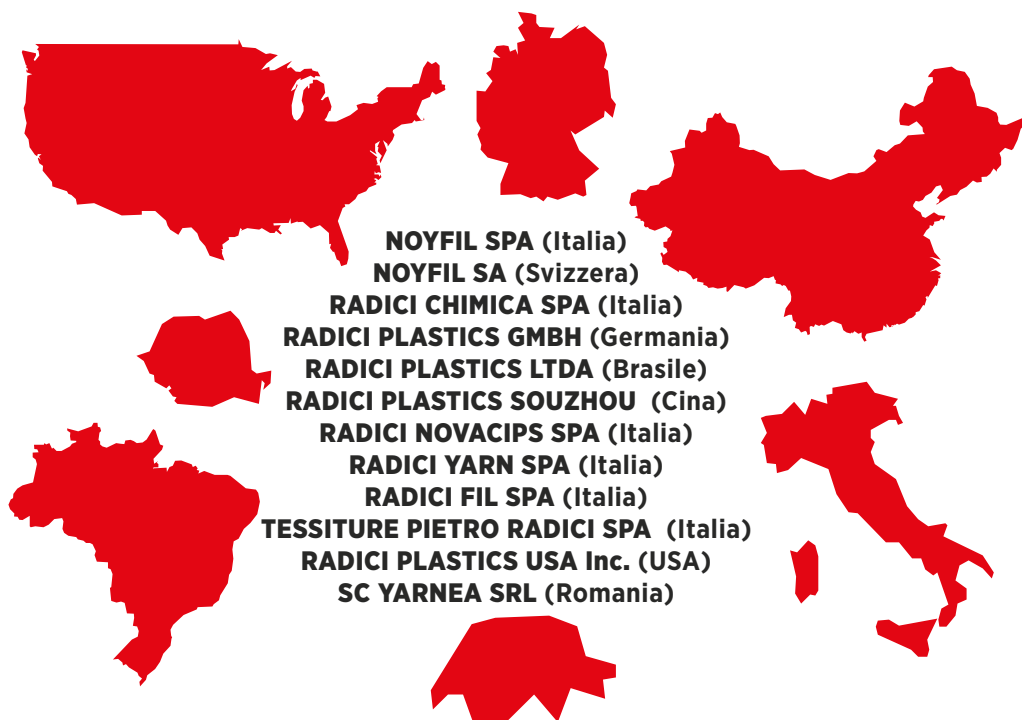 NOYFIL SPA (Italia)
NOYFIL SA (Svizzera)
RADICI CHIMICA SPA (Italia)
RADICI PLASTICS GMBH (Germania)
RADICI PLASTICS LTDA (Brasile)
RADICI PLASTICS SOUZHOU (Cina)
RADICI NOVACIPS SPA (Italia)
RADICI YARN SPA (Italia)
RADICI FIL SPA (Italia)
TESSITURE PIETRO RADICI SPA (Italia)
RADICI PLASTICS USA Inc. (USA)
SC YARNEA SRL (Romania)